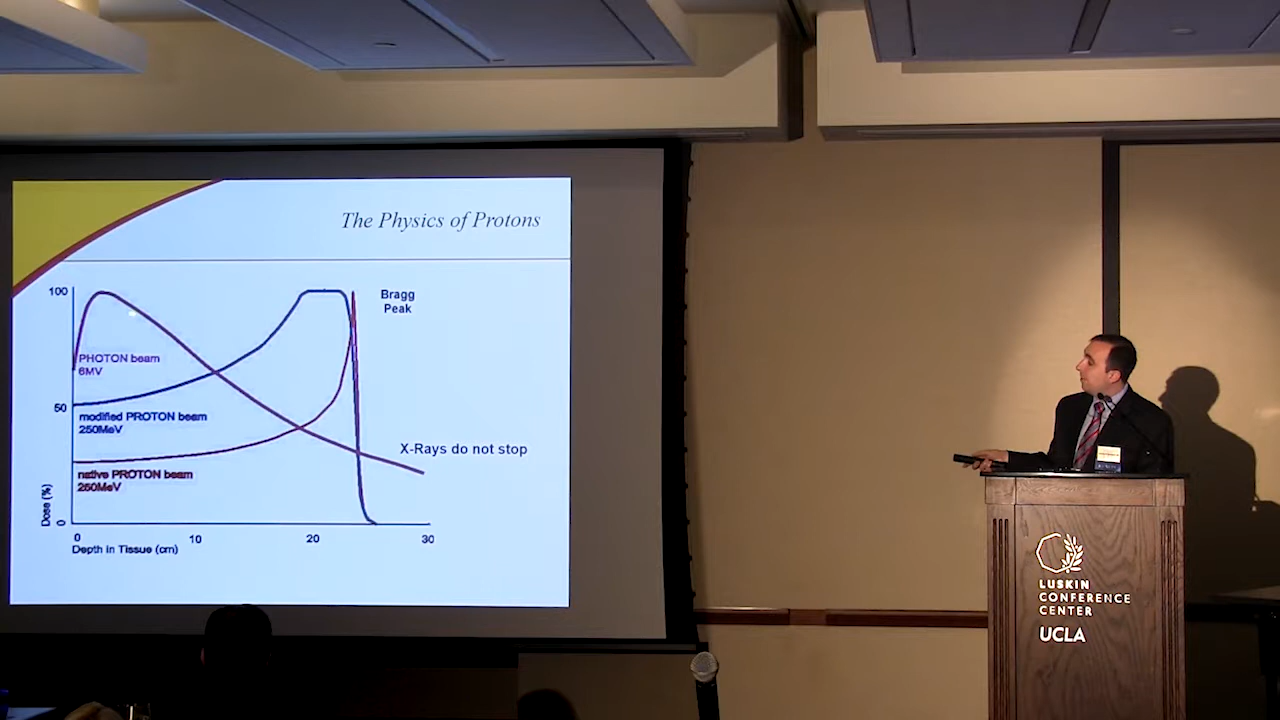 The Physics of Protons
100
Bragg
Peak
PHOTON beam
6MV
50
modified PROTON beam
250MeV
X-Rays do not stop
native PROTON beam
250MeV
Dose (%)
0
0
10
20
30
Depth in Tissue (cm)
LUSKIN
CONFERENCE
CENTER
UCLA